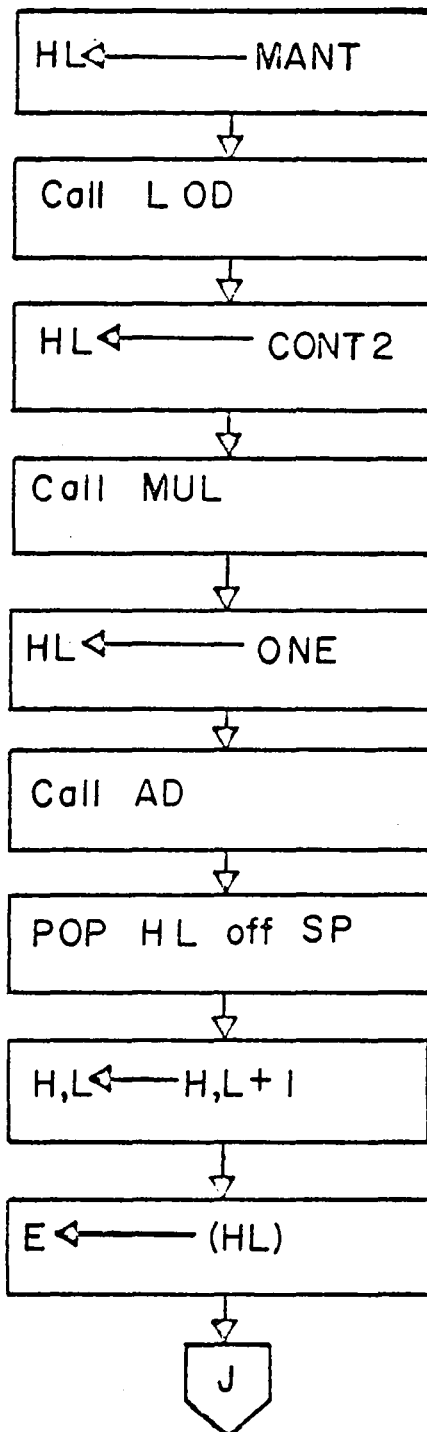 HL ← MANT
Call LOD
HL ← CONT2
Call MUL
HL ← ONE
Call AD
POP HL off SP
H,L ← H,L+1
E ← (HL)
J